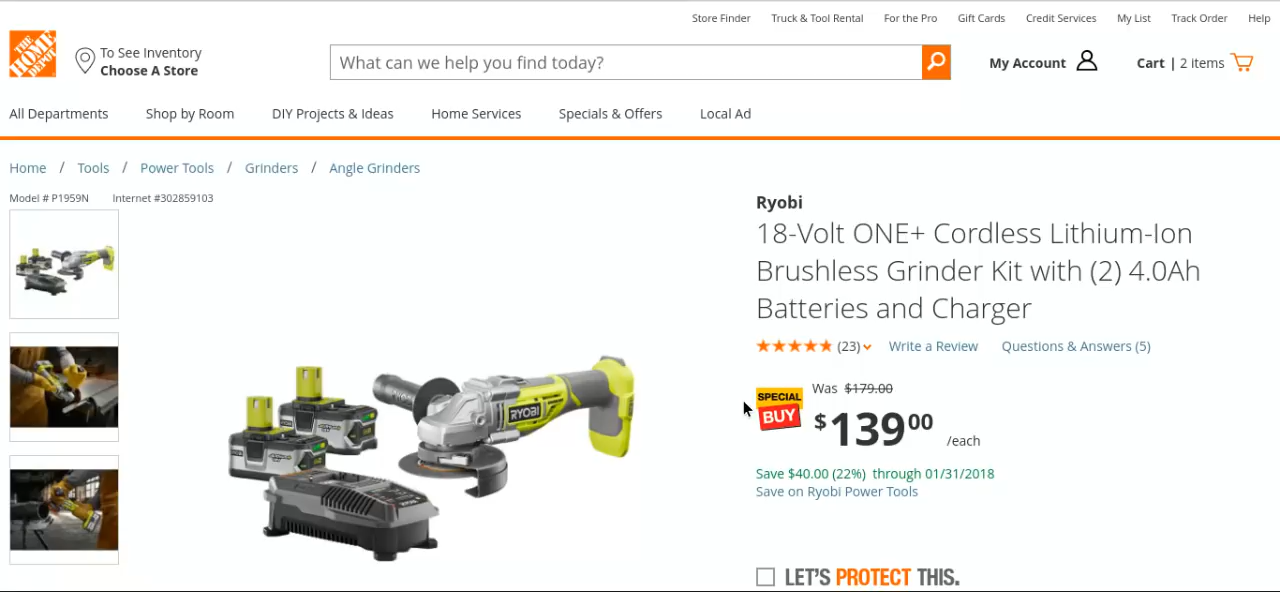 Store Finder Truck & Tool Rental For the Pro Gift Cards Credit Services My List Track Order Help
THE HOME DEPOT
To See Inventory
Choose A Store
What can we help you find today?
My Account
Cart | 2 items
All Departments Shop by Room DIY Projects & Ideas Home Services Specials & Offers Local Ad
Home / Tools / Power Tools / Grinders / Angle Grinders
Model # P1959N Internet #302859103
Ryobi
18-Volt ONE+ Cordless Lithium-Ion
Brushless Grinder Kit with (2) 4.0Ah
Batteries and Charger
(23) Write a Review Questions & Answers (5)
SPECIAL
BUY
Was $179.00
$139 00 /each
RYOBI
Save $40.00 (22%) through 01/31/2018
Save on Ryobi Power Tools
LET'S PROTECT THIS.